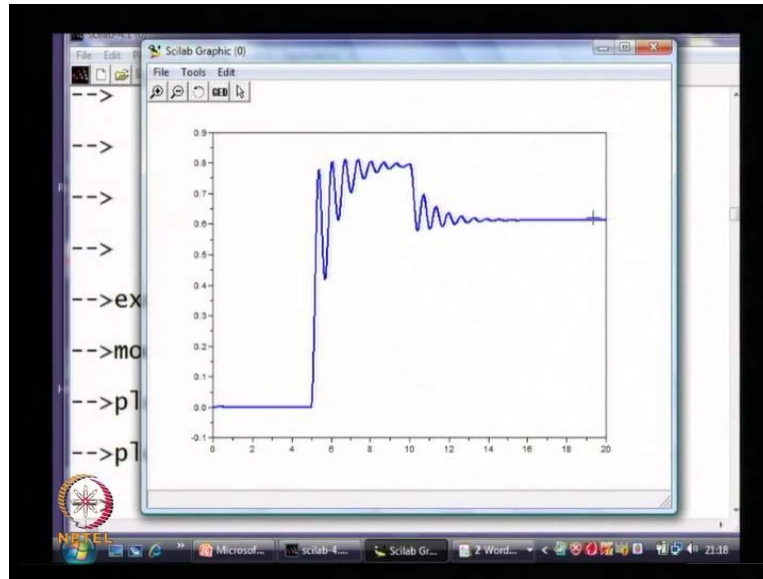 Scilab Graphic (0)
File Edit
File Tools Edit
GED
-->
-->
-->
-->
-->ex
-->mo
-->pl
-->pl
0.9
0.8
0.7
0.6
0.5
0.4
0.3
0.2
0.1
0.0
-0.1
0 2 4 6 8 10 12 14 16 18 20
NPTEL
Microsof... scilab-4.... Scilab Gr... 2 Word... 21:18